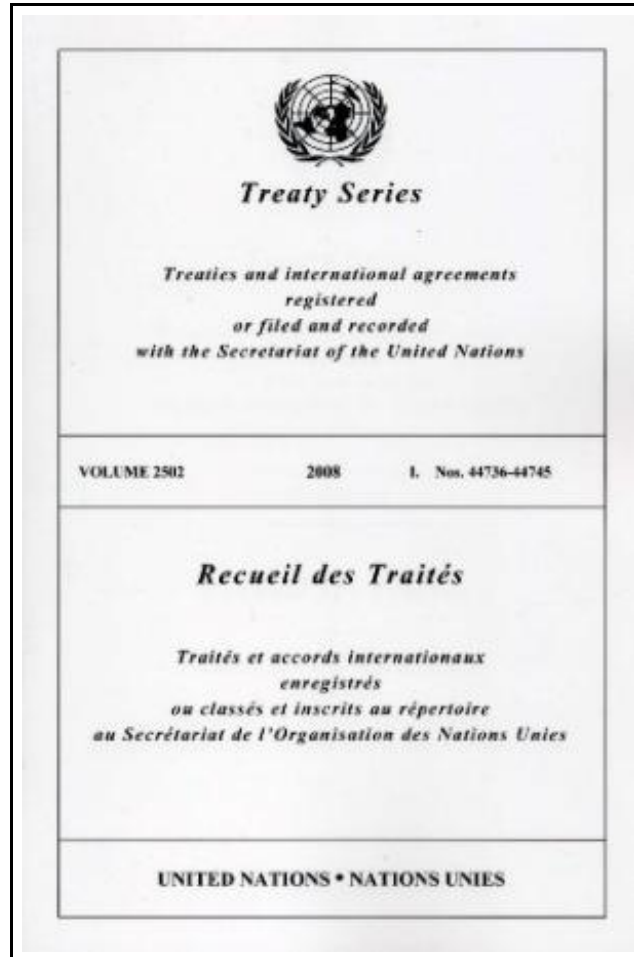 Treaty Series
Treaties and international agreements
registered
or filed and recorded
with the Secretariat of the United Nations
VOLUME 2502 2008 I. Nos. 44736-44745
Recueil des Traités
Traités et accords internationaux
enregistrés
ou classés et inscrits au répertoire
au Secrétariat de l'Organisation des Nations Unies
UNITED NATIONS • NATIONS UNIES